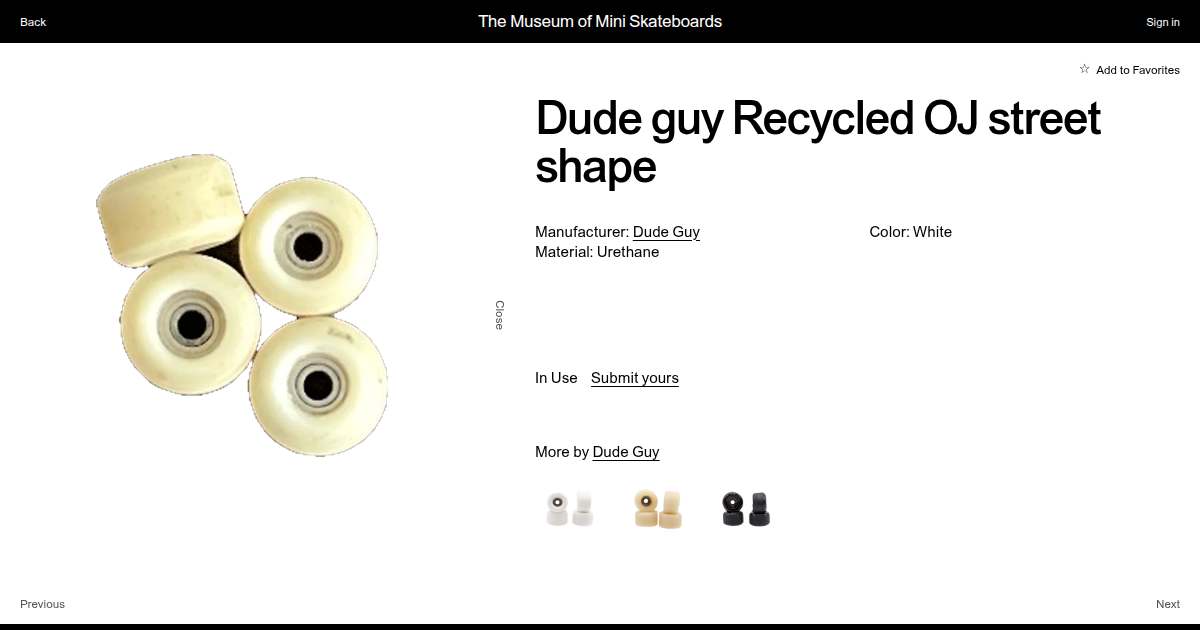 Back
The Museum of Mini Skateboards
Sign in
☆ Add to Favorites
Dude guy Recycled OJ street
shape
Manufacturer: Dude Guy
Color: White
Material: Urethane
Close
In Use
Submit yours
More by Dude Guy
Previous
Next